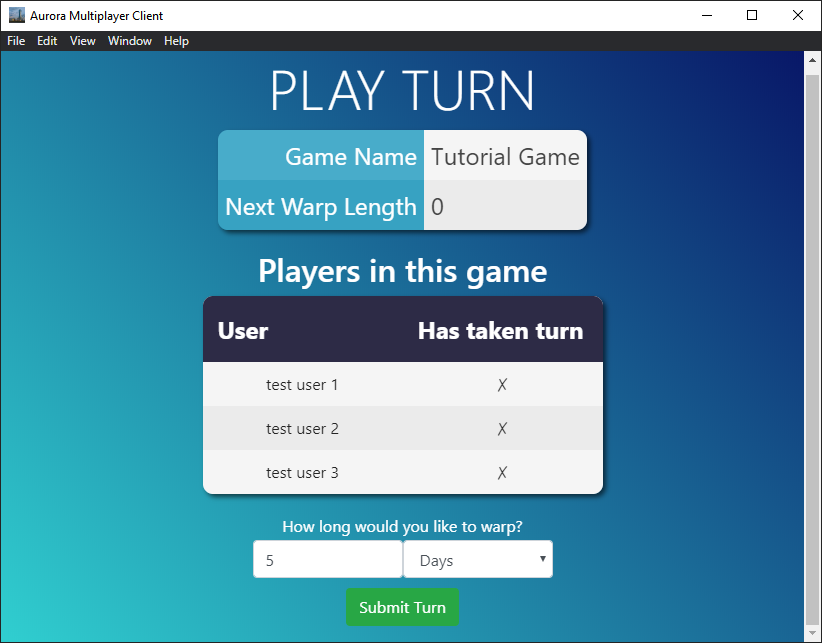 Aurora Multiplayer Client
File Edit View Window Help
PLAY TURN
Game Name Tutorial Game
Next Warp Length 0
Players in this game
User Has taken turn
test user 1 ☓
test user 2 ☓
test user 3 ☓
How long would you like to warp?
5 Days
Submit Turn